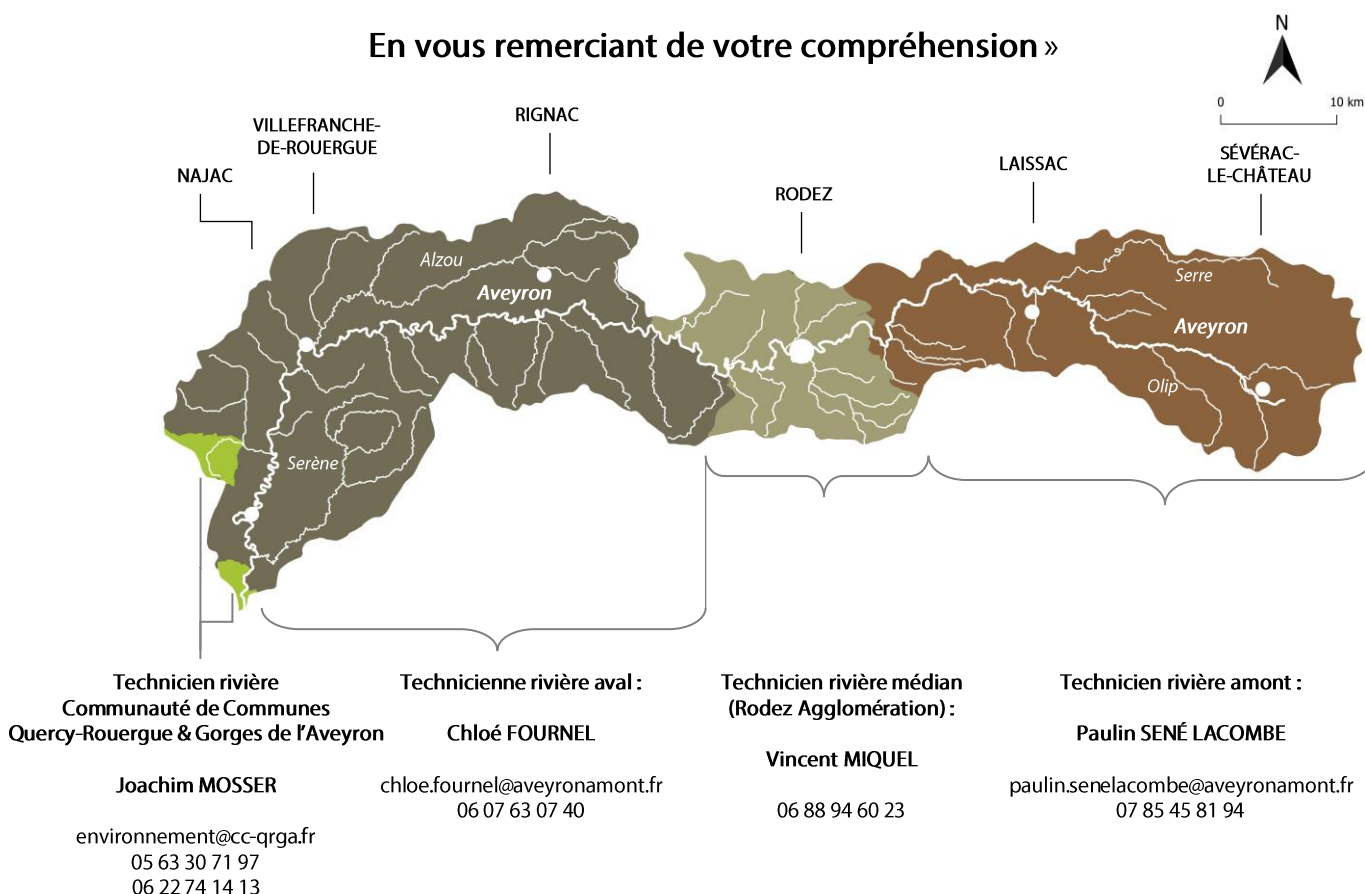 En vous remerciant de votre compréhension »
N
0 10 km
NAJAC
VILLEFRANCHE-
DE-ROUERGUE
RIGNAC
RODEZ
LAISSAC
SÉVÉRAC-
LE-CHÂTEAU
Alzou
Aveyron
Serène
Serre
Aveyron
Olip
Technicien rivière
Communauté de Communes
Quercy-Rouergue & Gorges de l'Aveyron
Joachim MOSSER
environnement@cc-qrga.fr
05 63 30 71 97
06 22 74 14 13
Technicienne rivière aval :
Chloé FOURNEL
chloe.fournel@aveyronamont.fr
06 07 63 07 40
Technicien rivière médian
(Rodez Agglomération) :
Vincent MIQUEL
06 88 94 60 23
Technicien rivière amont :
Paulin SENÉ LACOMBE
paulin.senelacombe@aveyronamont.fr
07 85 45 81 94